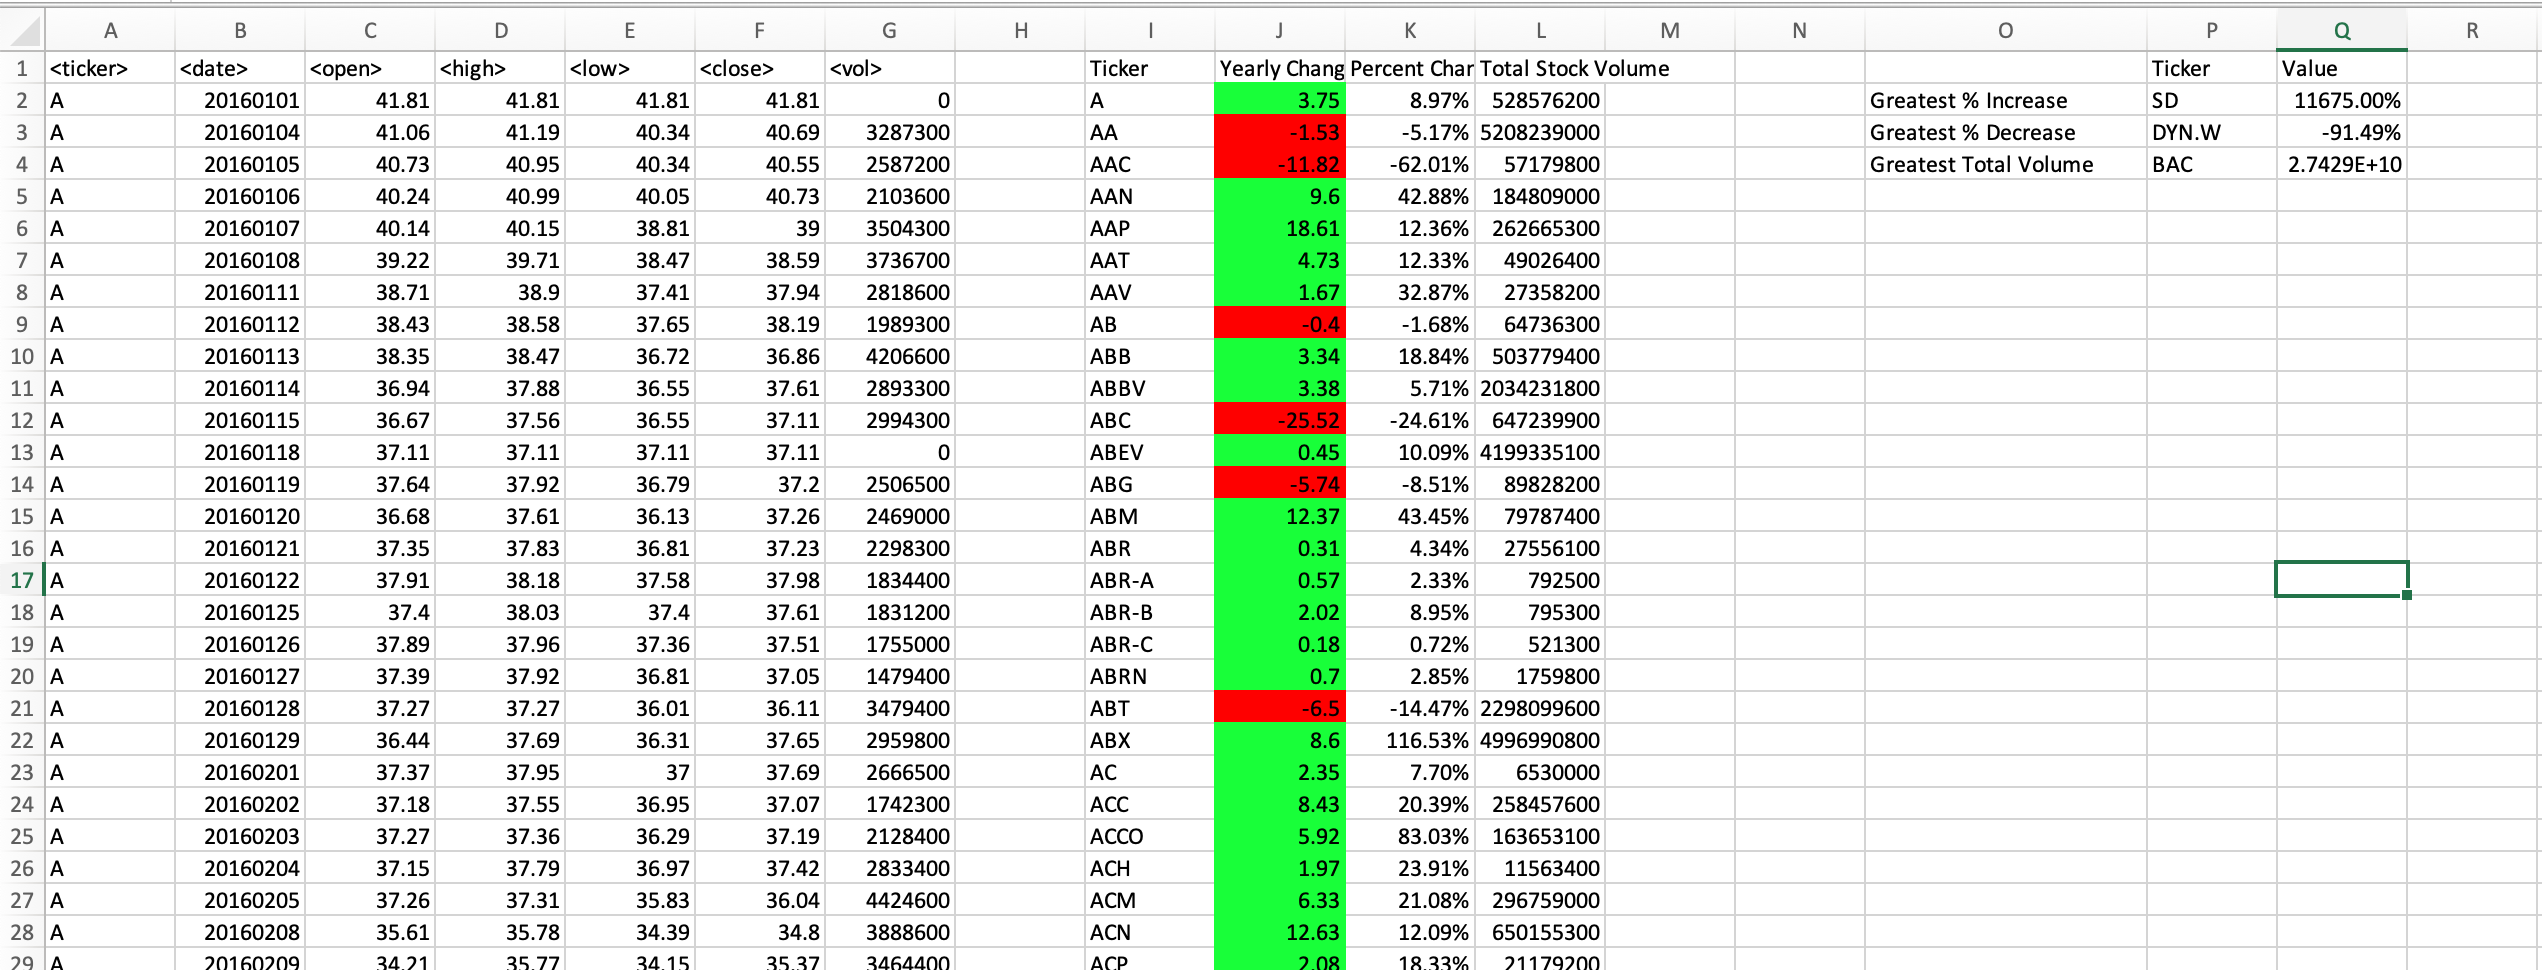 A B C D E F G H I J K L M N O P Q R
1 <ticker> <date> <open> <high> <low> <close> <vol> Ticker Yearly Chang Percent Char Total Stock Volume Ticker Value
2 A 20160101 41.81 41.81 41.81 41.81 0 A 3.75 8.97% 528576200 Greatest % Increase SD 11675.00%
3 A 20160104 41.06 41.19 40.34 40.69 3287300 AA -1.53 -5.17% 5208239000 Greatest % Decrease DYN.W -91.49%
4 A 20160105 40.73 40.95 40.34 40.55 2587200 AAC -11.82 -62.01% 57179800 Greatest Total Volume BAC 2.7429E+10
5 A 20160106 40.24 40.99 40.05 40.73 2103600 AAN 9.6 42.88% 184809000
6 A 20160107 40.14 40.15 38.81 39 3504300 AAP 18.61 12.36% 262665300
7 A 20160108 39.22 39.71 38.47 38.59 3736700 AAT 4.73 12.33% 49026400
8 A 20160111 38.71 38.9 37.41 37.94 2818600 AAV 1.67 32.87% 27358200
9 A 20160112 38.43 38.58 37.65 38.19 1989300 AB -0.4 -1.68% 64736300
10 A 20160113 38.35 38.47 36.72 36.86 4206600 ABB 3.34 18.84% 503779400
11 A 20160114 36.94 37.88 36.55 37.61 2893300 ABBV 3.38 5.71% 2034231800
12 A 20160115 36.67 37.56 36.55 37.11 2994300 ABC -25.52 -24.61% 647239900
13 A 20160118 37.11 37.11 37.11 37.11 0 ABEV 0.45 10.09% 4199335100
14 A 20160119 37.64 37.92 36.79 37.2 2506500 ABG -5.74 -8.51% 89828200
15 A 20160120 36.68 37.61 36.13 37.26 2469000 ABM 12.37 43.45% 79787400
16 A 20160121 37.35 37.83 36.81 37.23 2298300 ABR 0.31 4.34% 27556100
17 A 20160122 37.91 38.18 37.58 37.98 1834400 ABR-A 0.57 2.33% 792500
18 A 20160125 37.4 38.03 37.4 37.61 1831200 ABR-B 2.02 8.95% 795300
19 A 20160126 37.89 37.96 37.36 37.51 1755000 ABR-C 0.18 0.72% 521300
20 A 20160127 37.39 37.92 36.81 37.05 1479400 ABRN 0.7 2.85% 1759800
21 A 20160128 37.27 37.27 36.01 36.11 3479400 ABT -6.5 -14.47% 2298099600
22 A 20160129 36.44 37.69 36.31 37.65 2959800 ABX 8.6 116.53% 4996990800
23 A 20160201 37.37 37.95 37 37.69 2666500 AC 2.35 7.70% 6530000
24 A 20160202 37.18 37.55 36.95 37.07 1742300 ACC 8.43 20.39% 258457600
25 A 20160203 37.27 37.36 36.29 37.19 2128400 ACCO 5.92 83.03% 163653100
26 A 20160204 37.15 37.79 36.97 37.42 2833400 ACH 1.97 23.91% 11563400
27 A 20160205 37.26 37.31 35.83 36.04 4424600 ACM 6.33 21.08% 296759000
28 A 20160208 35.61 35.78 34.39 34.8 3888600 ACN 12.63 12.09% 650155300
29 A 20160209 34.21 35.77 34.15 35.37 3464400 ACP 2.08 18.33% 21179200